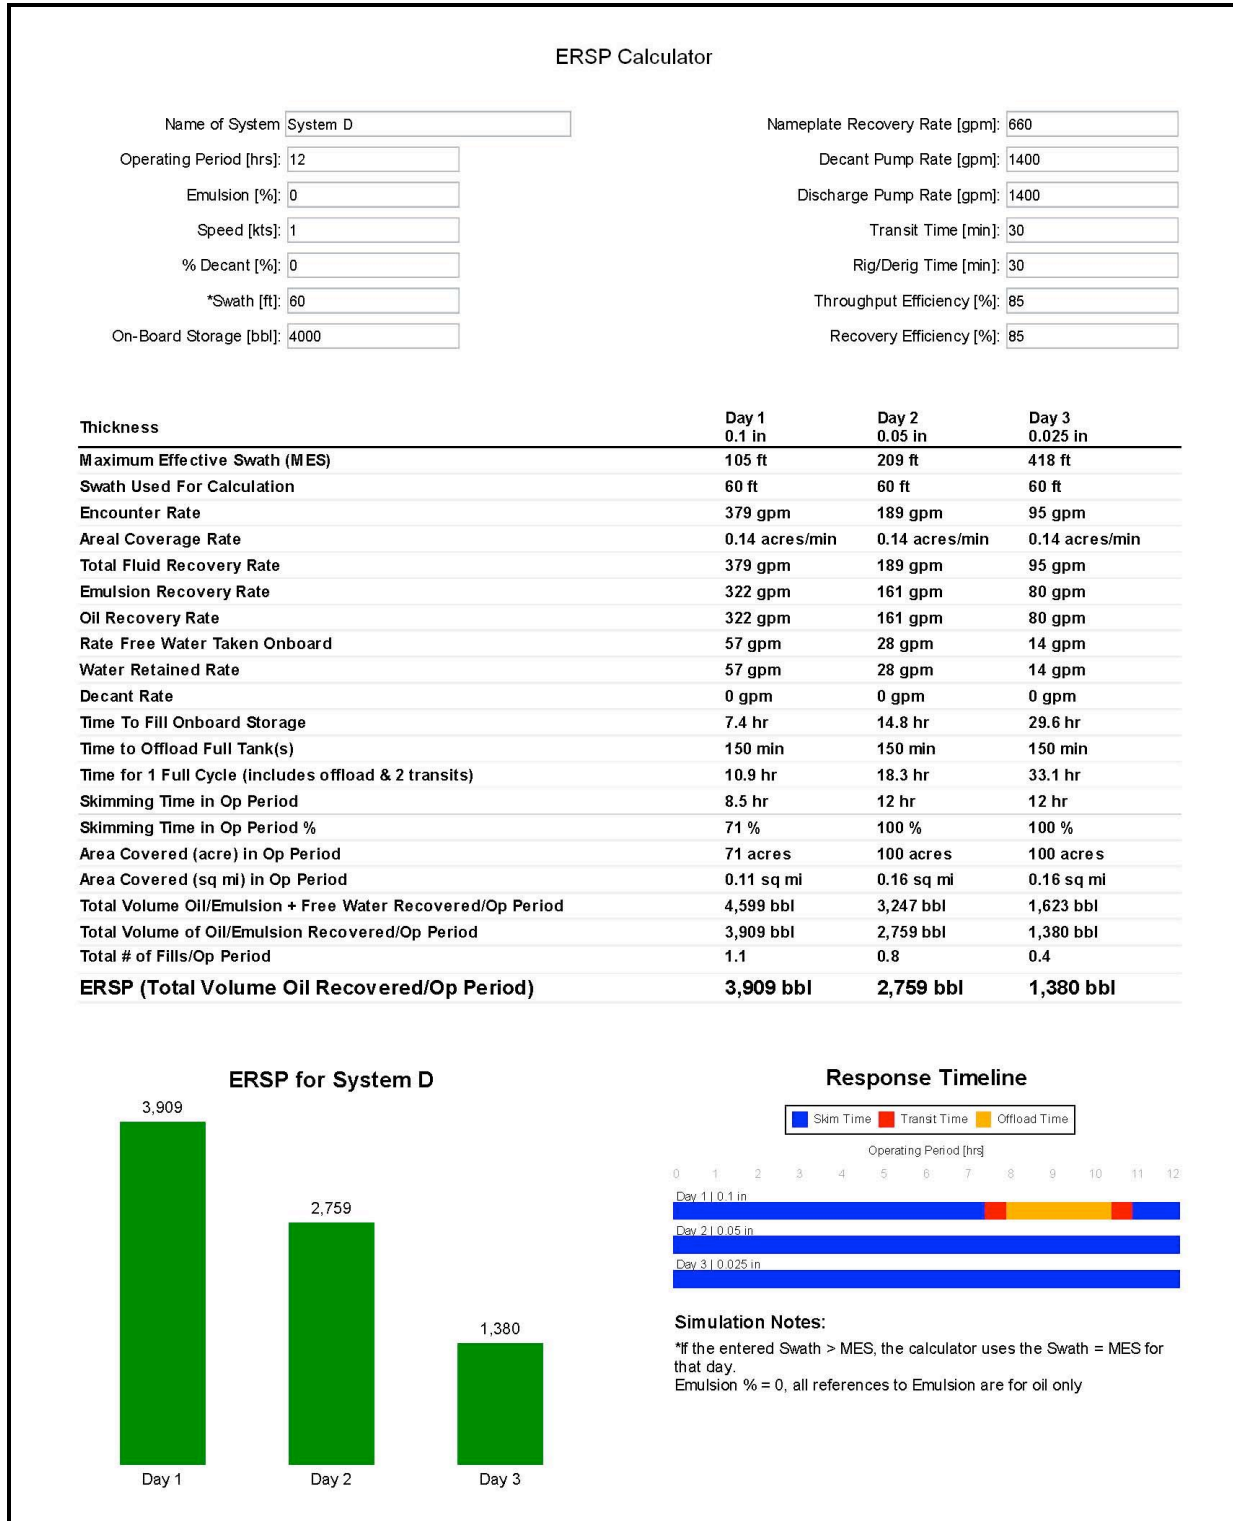 ERSP Calculator
Name of System System D
Operating Period [hrs]: 12
Emulsion [%]: 0
Speed [kts]: 1
% Decant [%]: 0
*Swath [ft]: 60
On-Board Storage [bbl]: 4000
Nameplate Recovery Rate [gpm]: 660
Decant Pump Rate [gpm]: 1400
Discharge Pump Rate [gpm]: 1400
Transit Time [min]: 30
Rig/Derig Time [min]: 30
Throughput Efficiency [%]: 85
Recovery Efficiency [%]: 85
Thickness Day 1 0.1 in Day 2 0.05 in Day 3 0.025 in
Maximum Effective Swath (MES) 105 ft 209 ft 418 ft
Swath Used For Calculation 60 ft 60 ft 60 ft
Encounter Rate 379 gpm 189 gpm 95 gpm
Areal Coverage Rate 0.14 acres/min 0.14 acres/min 0.14 acres/min
Total Fluid Recovery Rate 379 gpm 189 gpm 95 gpm
Emulsion Recovery Rate 322 gpm 161 gpm 80 gpm
Oil Recovery Rate 322 gpm 161 gpm 80 gpm
Rate Free Water Taken Onboard 57 gpm 28 gpm 14 gpm
Water Retained Rate 57 gpm 28 gpm 14 gpm
Decant Rate 0 gpm 0 gpm 0 gpm
Time To Fill Onboard Storage 7.4 hr 14.8 hr 29.6 hr
Time to Offload Full Tank(s) 150 min 150 min 150 min
Time for 1 Full Cycle (includes offload & 2 transits) 10.9 hr 18.3 hr 33.1 hr
Skimming Time in Op Period 8.5 hr 12 hr 12 hr
Skimming Time in Op Period % 71 % 100 % 100 %
Area Covered (acre) in Op Period 71 acres 100 acres 100 acres
Area Covered (sq mi) in Op Period 0.11 sq mi 0.16 sq mi 0.16 sq mi
Total Volume Oil/Emulsion + Free Water Recovered/Op Period 4,599 bbl 3,247 bbl 1,623 bbl
Total Volume of Oil/Emulsion Recovered/Op Period 3,909 bbl 2,759 bbl 1,380 bbl
Total # of Fills/Op Period 1.1 0.8 0.4
ERSP (Total Volume Oil Recovered/Op Period) 3,909 bbl 2,759 bbl 1,380 bbl
ERSP for System D
3,909
2,759
1,380
Day 1 Day 2 Day 3
Response Timeline
Skim Time Transit Time Offload Time
Operating Period [hrs]
0 1 2 3 4 5 6 7 8 9 10 11 12
Day 1 | 0.1 in
Day 2 | 0.05 in
Day 3 | 0.025 in
Simulation Notes:
*If the entered Swath > MES, the calculator uses the Swath = MES for
that day.
Emulsion % = 0, all references to Emulsion are for oil only